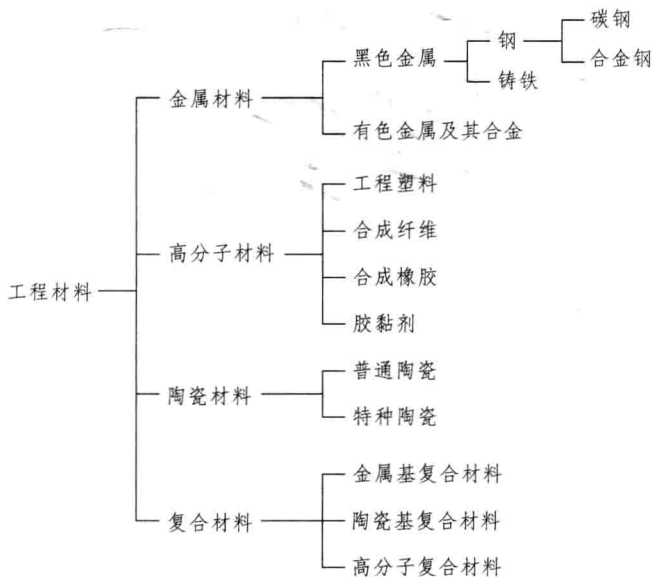 碳钢
钢
黑色金属
合金钢
铸铁
金属材料
有色金属及其合金
工程塑料
合成纤维
高分子材料
合成橡胶
工程材料
胶黏剂
普通陶瓷
陶瓷材料
特种陶瓷
金属基复合材料
复合材料
陶瓷基复合材料
高分子复合材料